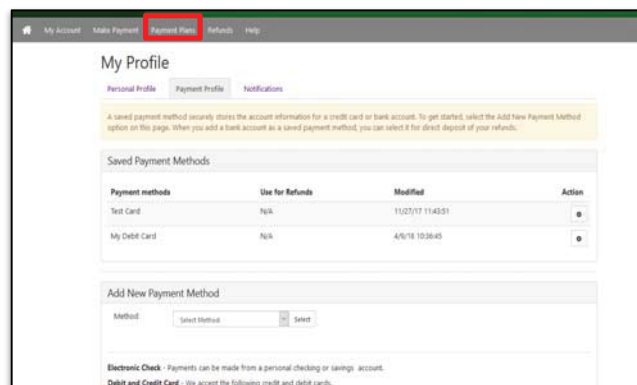 My Account Make Payment Payment Plans Refunds Help
My Profile
Personal Profile Payment Profile Notifications
A saved payment method securely stores the account information for a credit card or bank account. To get started, select the Add New Payment Method
option on this page. When you add a bank account as a saved payment method, you can select it for direct deposit of your refunds.
Saved Payment Methods
Payment methods Use for Refunds Modified Action
Test Card N/A 11/27/17 11:43:51
My Debit Card N/A 4/9/18 10:36:45
Add New Payment Method
Method Select Method Select
Electronic Check - Payments can be made from a personal checking or savings account.
Debit and Credit Card - We accept the following credit and debit cards.